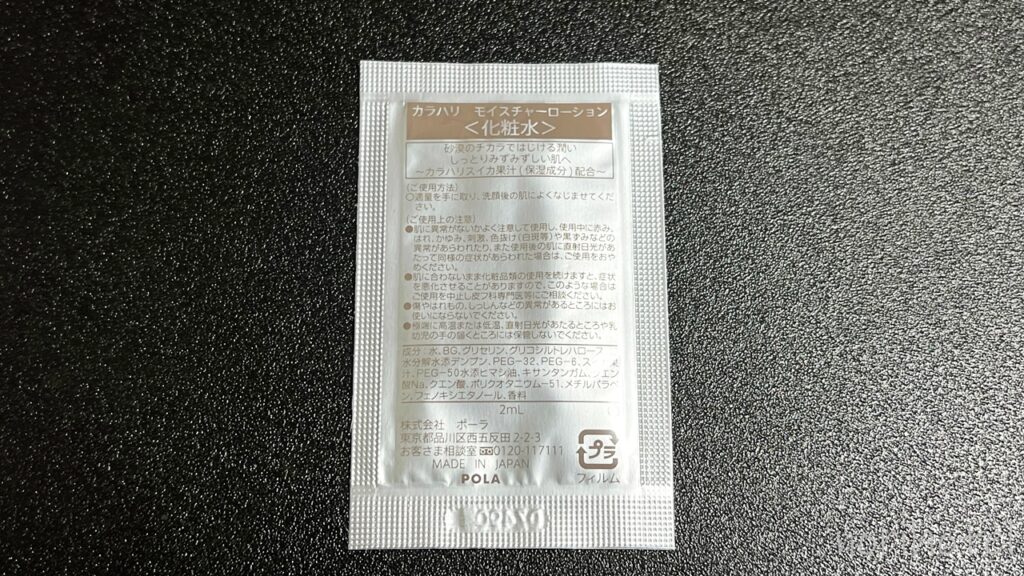 カラハリ モイスチャーローション
＜化粧水＞
砂漠のチカラではじける潤い
しっとりみずみずしい肌へ
～カラハリスイカ果汁(保湿成分)配合～
(ご使用方法)
○適量を手に取り、洗顔後の肌によくなじませてくだ
さい。
(ご使用上の注意)
●肌に異常がないかよく注意して使用し、使用中に赤み、
はれ、かゆみ、刺激、色抜け(白斑等)や黒ずみなどの
異常があらわれたり、また使用後の肌に直射日光があ
たって同様の症状があらわれた場合は、ご使用をおや
めください。
●肌に合わないまま化粧品類の使用を続けますと、症状
を悪化させることがありますので、このような場合は
ご使用を中止し皮フ科専門医等にご相談ください。
●傷やはれもの、しっしんなどの異常があるところにはお
使いにならないでください。
●極端に高温または低温、直射日光があたるところや乳
幼児の手の届くところには保管しないでください。
成分 水、BG、グリセリン、グリコシルトレハロース
水分解水添デンプン、PEG-32、PEG-6、ス
汁、PEG-50水添ヒマシ油、キサンタンガム、クエン
酸Na、クエン酸、ポリクオタニウム-51、メチルパラベ
ン、フェノキシエタノール、香料
2mL
株式会社 ポーラ
東京都品川区西五反田2-2-3
お客さま相談室 0120-117111
MADE IN JAPAN
POLA
プラ
フィルム